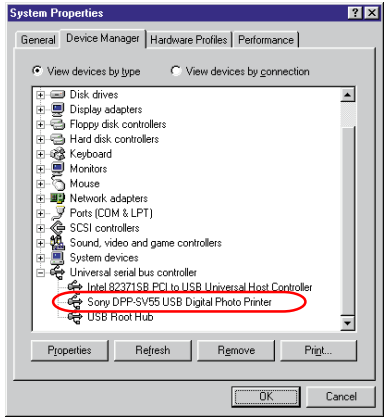 System Properties
General Device Manager Hardware Profiles Performance
View devices by type View devices by connection
Disk drives
Display adapters
Floppy disk controllers
Hard disk controllers
Keyboard
Monitors
Mouse
Network adapters
Ports (COM & LPT)
SCSI controllers
Sound, video and game controllers
System devices
Universal serial bus controller
Intel 82371SB PCI to USB Universal Host Controller
Sony DPP-SV55 USB Digital Photo Printer
USB Root Hub
Properties Refresh Remove Print...
OK Cancel